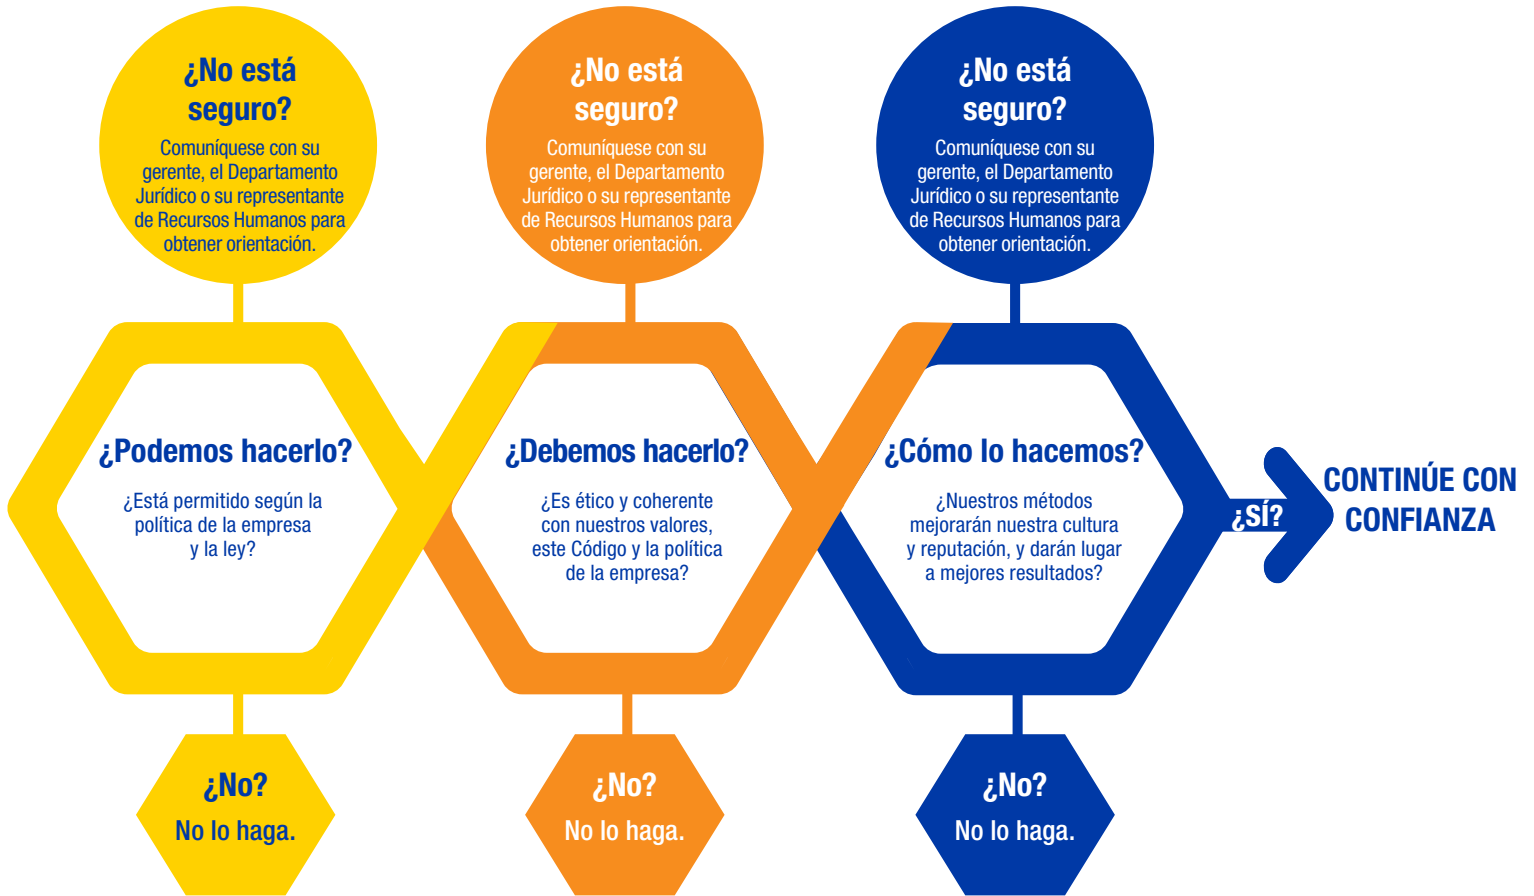 ¿No está
seguro?
Comuníquese con su
gerente, el Departamento
Jurídico o su representante
de Recursos Humanos para
obtener orientación.
¿No está
seguro?
Comuníquese con su
gerente, el Departamento
Jurídico o su representante
de Recursos Humanos para
obtener orientación.
¿No está
seguro?
Comuníquese con su
gerente, el Departamento
Jurídico o su representante
de Recursos Humanos para
obtener orientación.
¿Podemos hacerlo?
¿Está permitido según la
política de la empresa
y la ley?
¿Debemos hacerlo?
¿Es ético y coherente
con nuestros valores,
este Código y la política
de la empresa?
¿Cómo lo hacemos?
¿Nuestros métodos
mejorarán nuestra cultura
y reputación, y darán lugar
a mejores resultados?
¿SÍ?
CONTINÚE CON
CONFIANZA
¿No?
No lo haga.
¿No?
No lo haga.
¿No?
No lo haga.